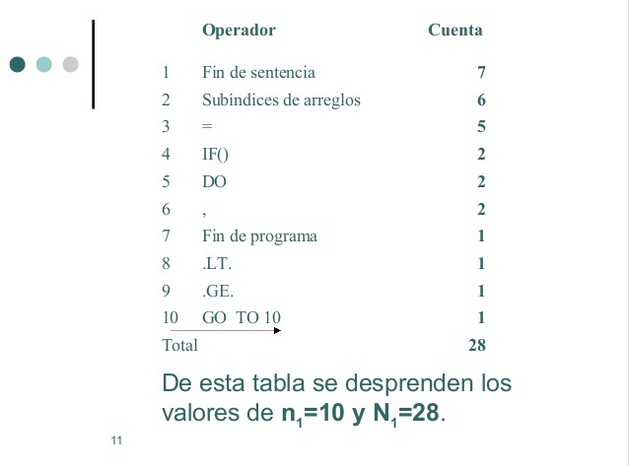 Operador Cuenta
1 Fin de sentencia 7
2 Subíndices de arreglos 6
3 = 5
4 IF() 2
5 DO 2
6 , 2
7 Fin de programa 1
8 .LT. 1
9 .GE. 1
10 GO TO 10 1
Total 28
De esta tabla se desprenden los
valores de n1=10 y N1=28.
11